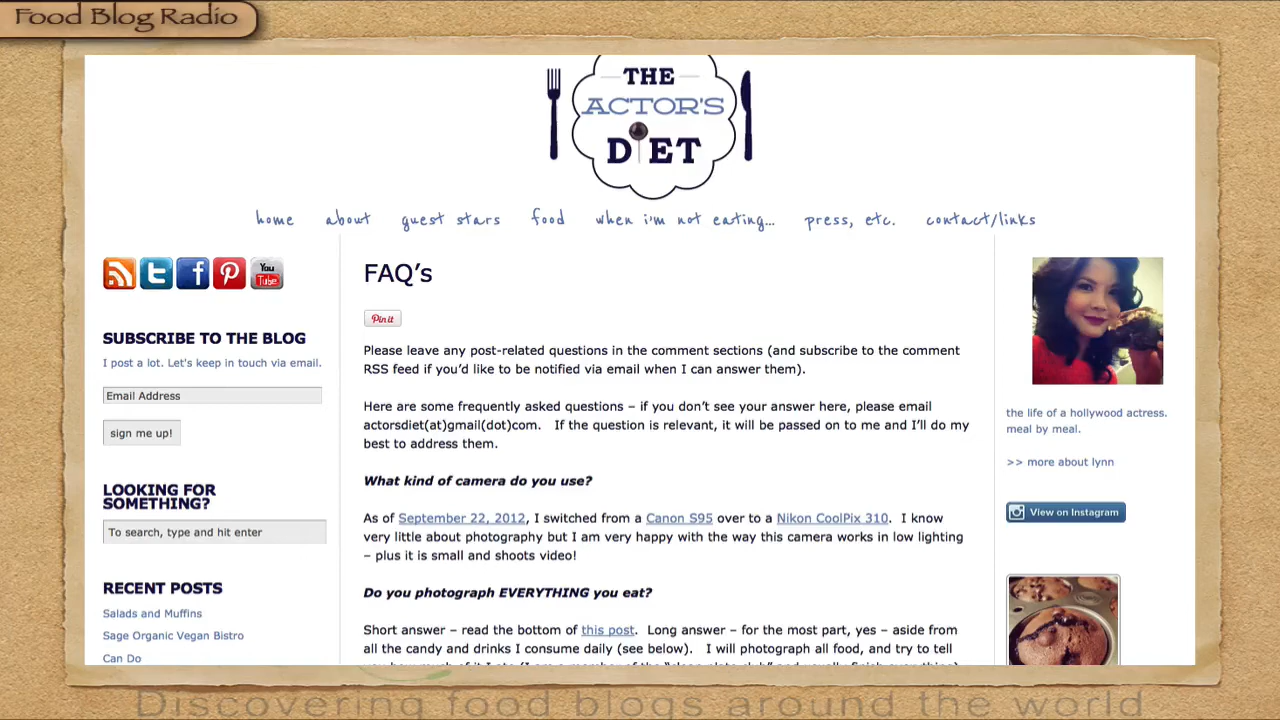 Food Blog Radio
THE
ACTOR'S
DIET
home about guest stars food when i'm not eating... press, etc. contact/links
You
Tube
SUBSCRIBE TO THE BLOG
I post a lot. Let's keep in touch via email.
Email Address
sign me up!
LOOKING FOR
SOMETHING?
To search, type and hit enter
RECENT POSTS
Salads and Muffins
Sage Organic Vegan Bistro
Can Do
FAQ's
Pin it
Please leave any post-related questions in the comment sections (and subscribe to the comment
RSS feed if you'd like to be notified via email when I can answer them).
Here are some frequently asked questions – if you don't see your answer here, please email
actorsdiet(at)gmail(dot)com. If the question is relevant, it will be passed on to me and I'll do my
best to address them.
What kind of camera do you use?
As of September 22, 2012, I switched from a Canon S95 over to a Nikon CoolPix 310. I know
very little about photography but I am very happy with the way this camera works in low lighting
– plus it is small and shoots video!
Do you photograph EVERYTHING you eat?
Short answer – read the bottom of this post. Long answer – for the most part, yes – aside from
all the candy and drinks I consume daily (see below). I will photograph all food, and try to tell
the life of a hollywood actress.
meal by meal.
>> more about lynn
View on Instagram
Discovering food blogs around the world